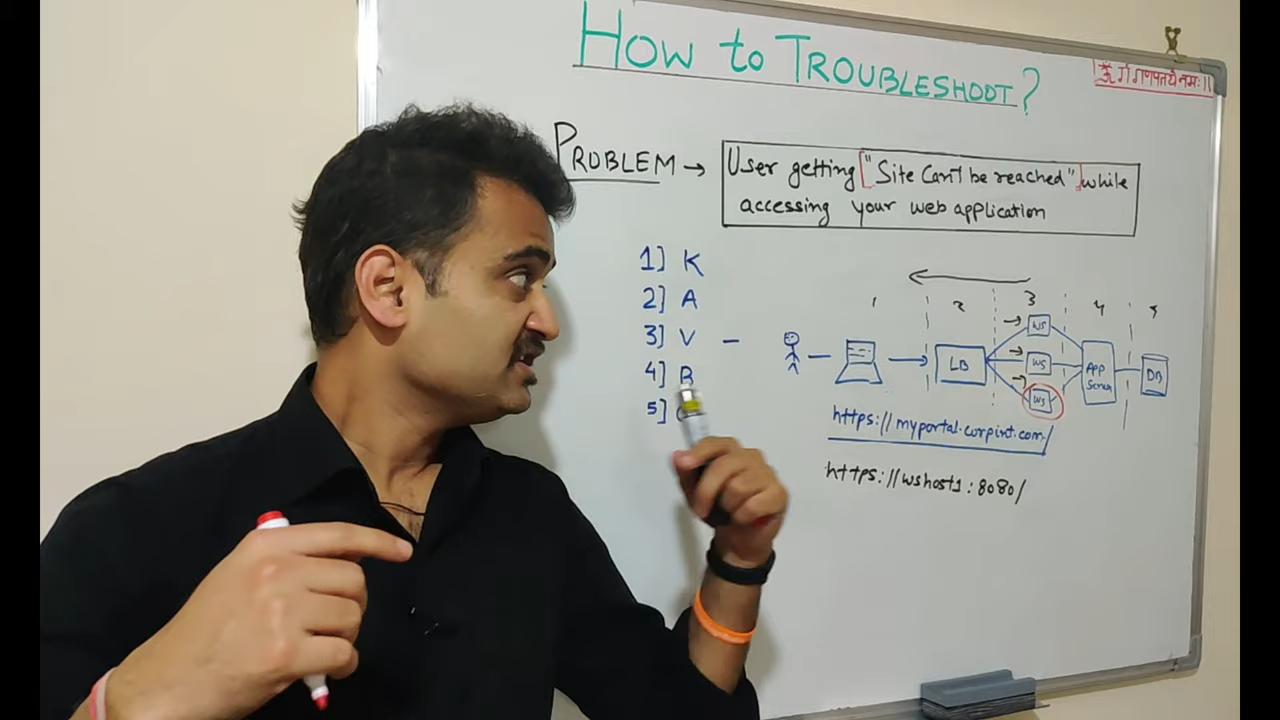 How to TROUBLESHOOT?
ॐ गं गणपतये नमः ॥
PROBLEM → User getting "Site Can't be reached" while
accessing your web application
1] K
2] A
3] V –
4] B
5]
1 2 3 4 5
WS
WS
WS
LB
App Server
DB
https://myportal.corpint.com/
https://wshost1:8080/